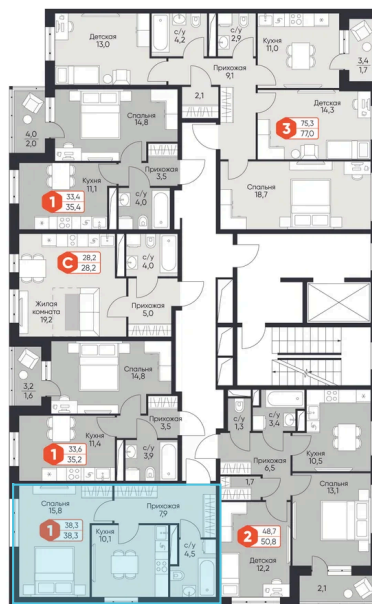 Детская
13,0
с/у
4,2
с/у
2,9
Кухня
11,0
3,4
1,7
Прихожая
9,1
2,1
Спальня
14,8
4,0
2,0
Детская
14,3
3
75,3
77,0
Кухня
11,1
Прихожая
3,5
1
33,4
35,4
с/у
4,0
Спальня
18,7
С
28,2
28,2
с/у
4,0
Жилая
комната
19,2
Прихожая
5,0
3,2
1,6
Спальня
14,8
Прихожая
3,5
1
33,6
35,2
Кухня
11,4
с/у
3,9
с/у
1,3
с/у
3,4
Кухня
10,5
Прихожая
6,5
1,7
Спальня
13,1
2
48,7
50,8
Детская
12,2
2,1
Спальня
15,8
Прихожая
7,9
1
38,3
38,3
Кухня
10,1
с/у
4,5